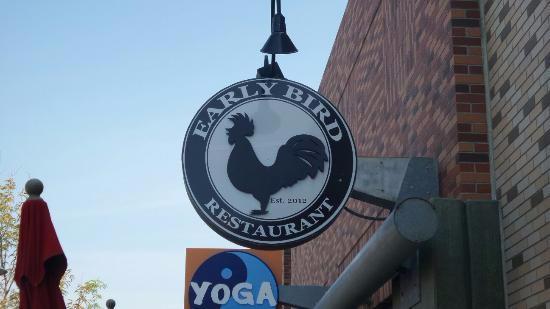 EARLY BIRD
EST. 2012
RESTAURANT
YOGA